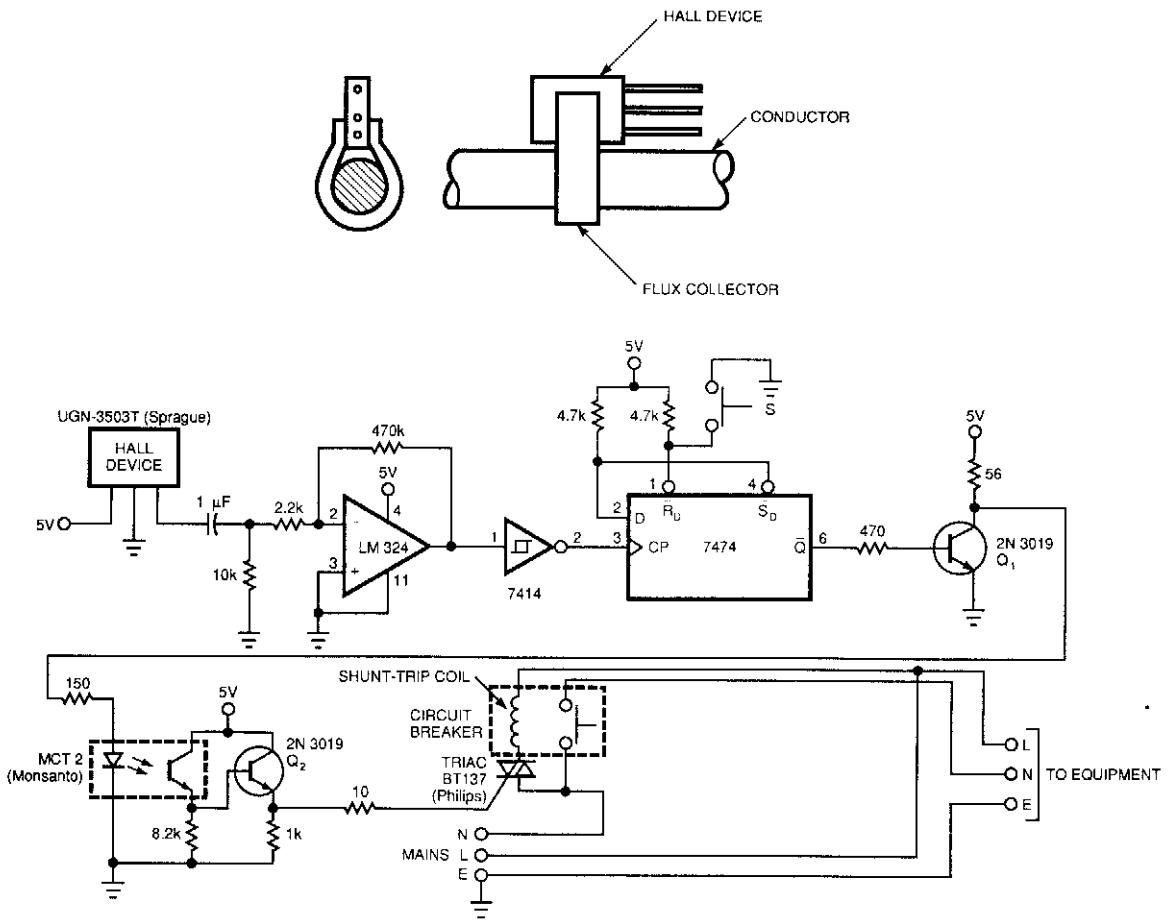 HALL DEVICE
CONDUCTOR
FLUX COLLECTOR
UGN-3503T (Sprague)
HALL
DEVICE
5V
1 µF
10k
2.2k
470k
5V
2
3
-
+
4
LM 324
11
1
2
7414
5V
4.7k
4.7k
S
1
4
R̅D
S̅D
2
D
3
CP
7474
Q̅
6
470
5V
56
2N 3019
Q1
150
MCT 2
(Monsanto)
5V
2N 3019
Q2
8.2k
1k
10
SHUNT-TRIP COIL
CIRCUIT
BREAKER
TRIAC
BT137
(Philips)
N
MAINS L
E
L
N
E
TO EQUIPMENT